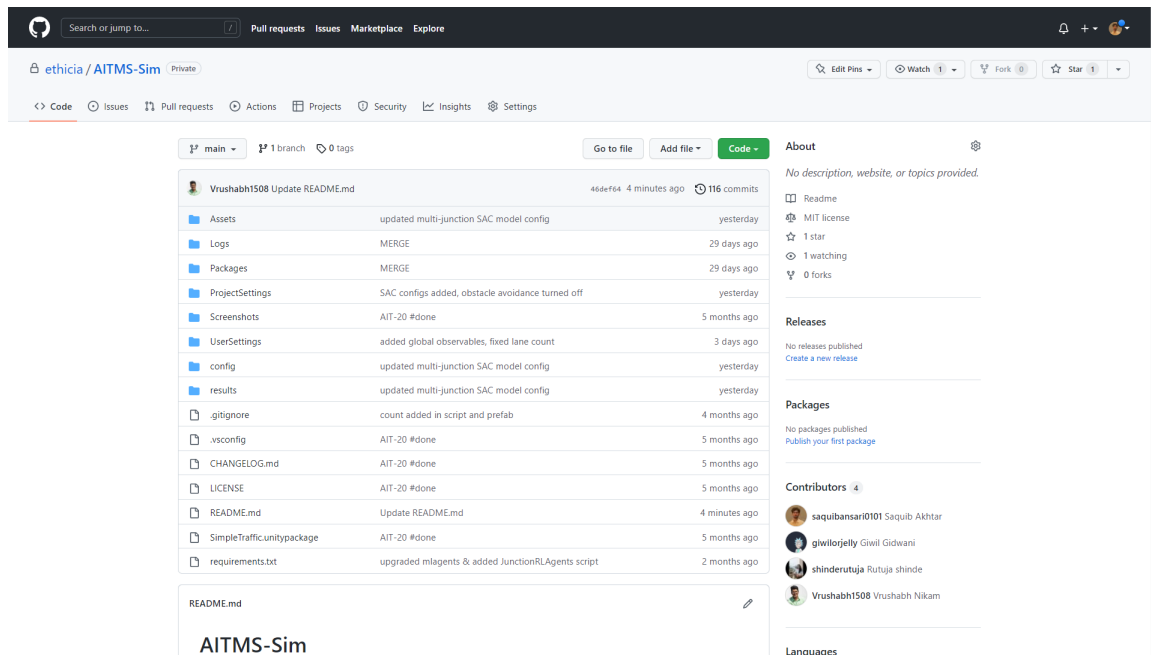 Search or jump to... / Pull requests Issues Marketplace Explore
ethicia / AITMS-Sim Private Edit Pins Watch 1 Fork 0 Star 1
Code Issues Pull requests Actions Projects Security Insights Settings
main 1 branch 0 tags Go to file Add file Code
Vrushabh1508 Update README.md 46def64 4 minutes ago 116 commits
Assets updated multi-junction SAC model config yesterday
Logs MERGE 29 days ago
Packages MERGE 29 days ago
ProjectSettings SAC configs added, obstacle avoidance turned off yesterday
Screenshots AIT-20 #done 5 months ago
UserSettings added global observables, fixed lane count 3 days ago
config updated multi-junction SAC model config yesterday
results updated multi-junction SAC model config yesterday
.gitignore count added in script and prefab 4 months ago
.vsconfig AIT-20 #done 5 months ago
CHANGELOG.md AIT-20 #done 5 months ago
LICENSE AIT-20 #done 5 months ago
README.md Update README.md 4 minutes ago
SimpleTraffic.unitypackage AIT-20 #done 5 months ago
requirements.txt upgraded mlagents & added JunctionRLAgents script 2 months ago
README.md
AITMS-Sim
About
No description, website, or topics provided.
Readme
MIT license
1 star
1 watching
0 forks
Releases
No releases published
Create a new release
Packages
No packages published
Publish your first package
Contributors 4
saquibansari0101 Saquib Akhtar
giwilorjelly Giwil Gidwani
shinderutuja Rutuja shinde
Vrushabh1508 Vrushabh Nikam
Languages